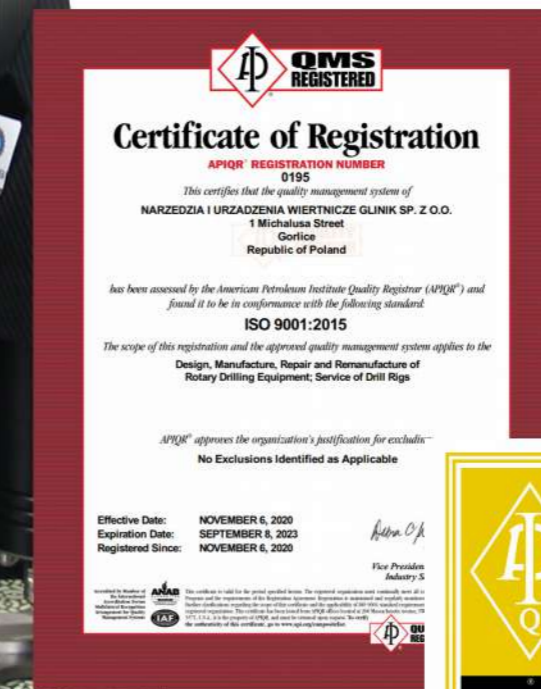 QMS
REGISTERED
Certificate of Registration
APIQR® REGISTRATION NUMBER
0195
This certifies that the quality management system of
NARZEDZIA I URZADZENIA WIERTNICZE GLINIK SP. Z O.O.
1 Michalusa Street
Gorlice
Republic of Poland
has been assessed by the American Petroleum Institute Quality Registrar (APIQR®) and
found it to be in conformance with the following standard:
ISO 9001:2015
The scope of this registration and the approved quality management system applies to the
Design, Manufacture, Repair and Remanufacture of
Rotary Drilling Equipment; Service of Drill Rigs
APIQR® approves the organization's justification for excludin
No Exclusions Identified as Applicable
Effective Date: NOVEMBER 6, 2020
Expiration Date: SEPTEMBER 8, 2023
Registered Since: NOVEMBER 6, 2020
Vice Presiden
Industry S
ANAB
IAF
QU
REG
Q